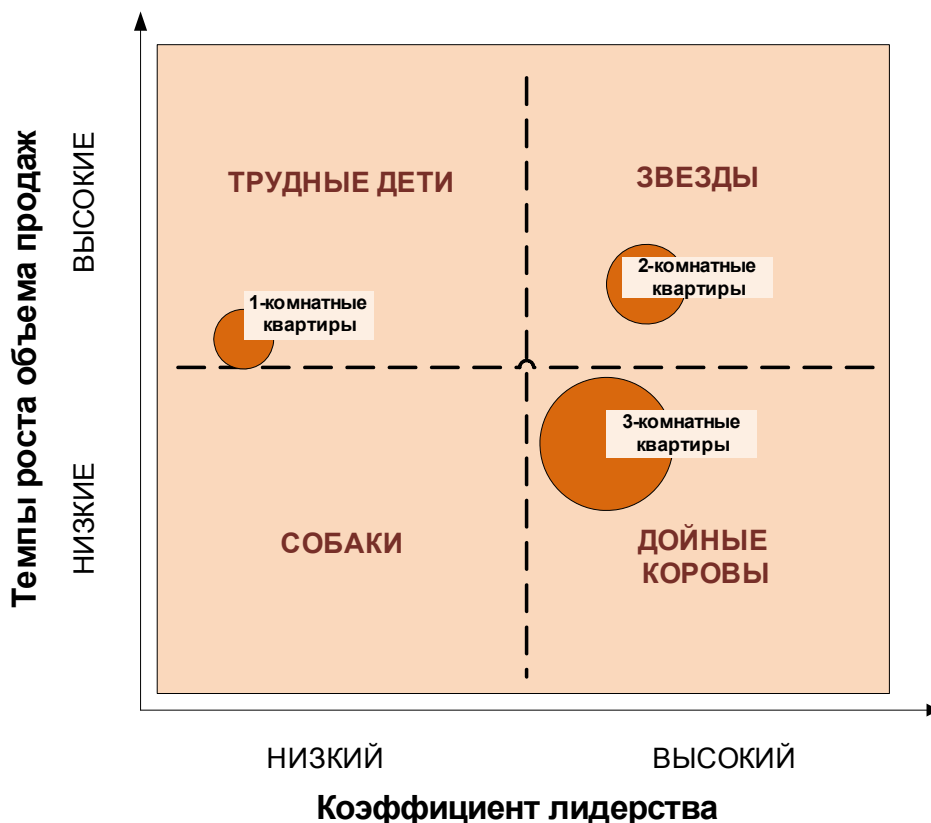 Темпы роста объема продаж
ВЫСОКИЕ
НИЗКИЕ
ТРУДНЫЕ ДЕТИ
ЗВЕЗДЫ
2-комнатные
квартиры
1-комнатные
квартиры
3-комнатные
квартиры
СОБАКИ
ДОЙНЫЕ
КОРОВЫ
НИЗКИЙ
ВЫСОКИЙ
Коэффициент лидерства